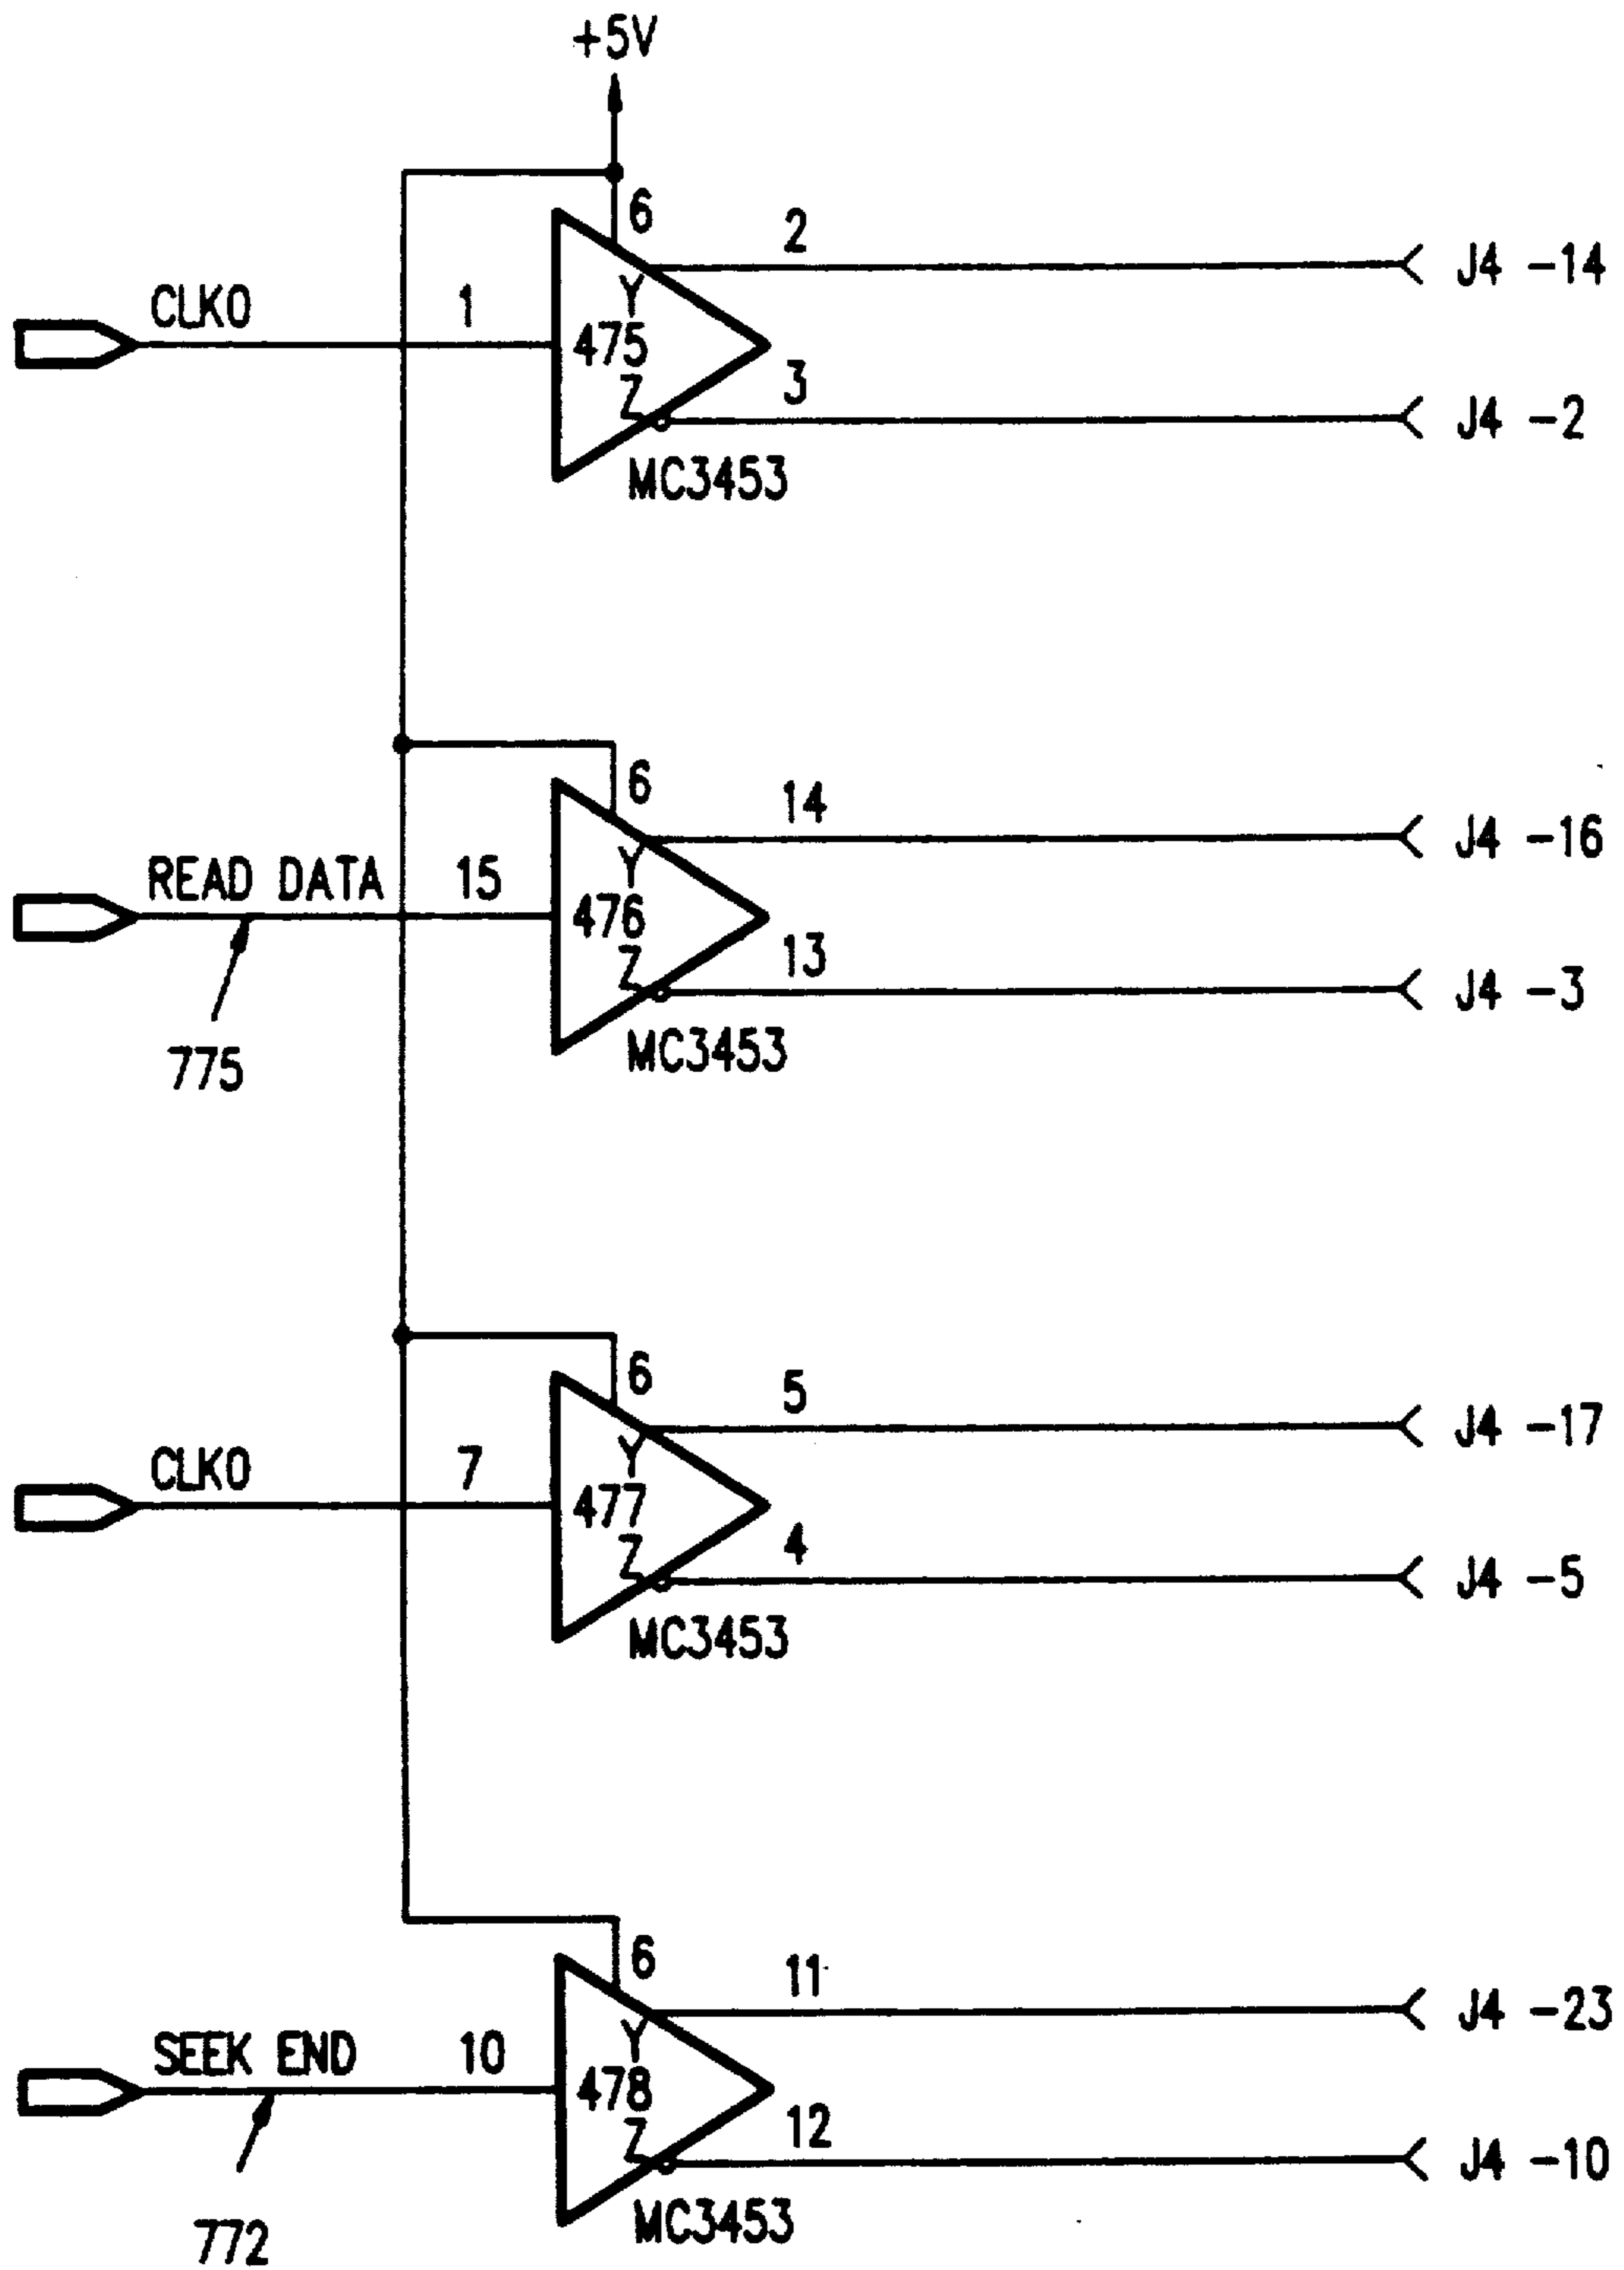 +5V
6
2
J4 -14
CLK0
1
Y
475
Z
3
J4 -2
MC3453
6
14
J4 -16
READ DATA
15
Y
476
Z
13
J4 -3
MC3453
775
6
5
J4 -17
CLK0
7
Y
477
Z
4
J4 -5
MC3453
6
11
J4 -23
SEEK END
10
Y
478
Z
12
J4 -10
MC3453
772